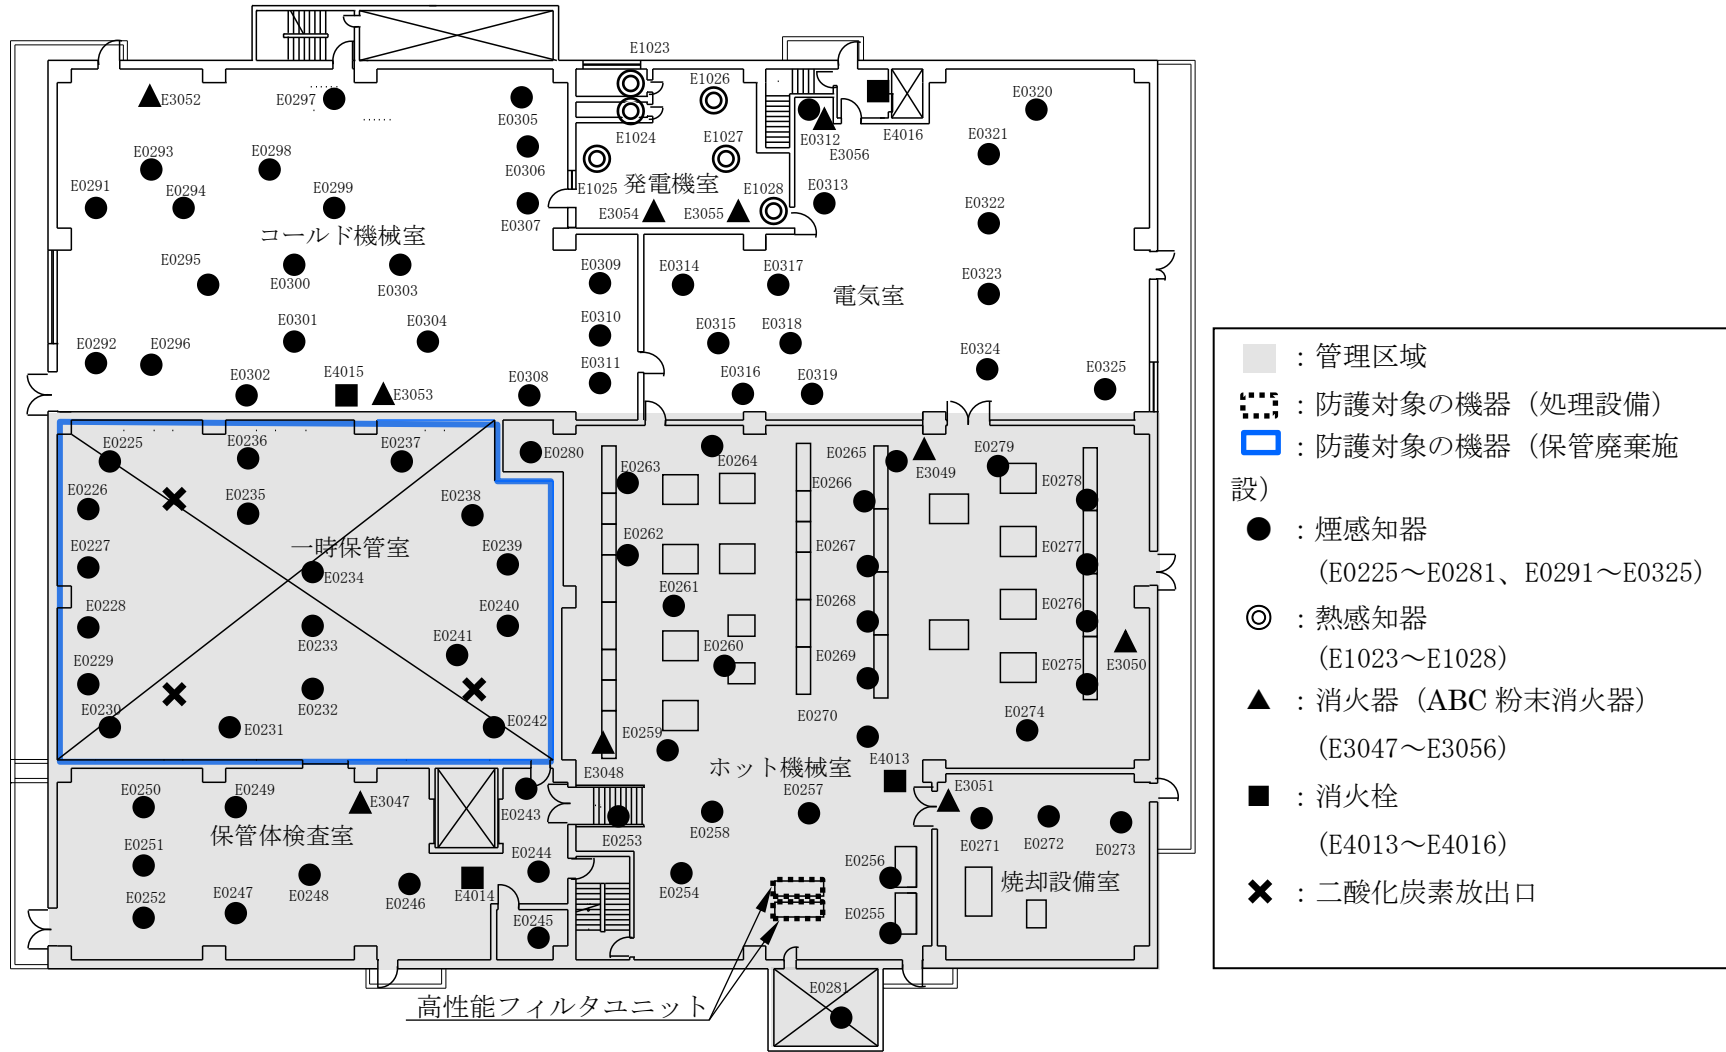 E1023
E3052
E0297
E0305
E1026
E0320
E1024
E1027
E0312
E4016
E3056
E0321
E0293
E0298
E0306
E0291
E0294
E0299
E0307
E1025
発電機室
E1028
E0313
E3054
E3055
E0322
コールド機械室
E0295
E0300
E0303
E0309
E0314
E0317
電気室
E0323
E0301
E0304
E0310
E0315
E0318
E0292
E0296
E0311
E0324
E0302
E4015
E3053
E0308
E0316
E0319
E0325
E0225
E0236
E0237
E0280
E0263
E0264
E0265
E3049
E0279
E0226
E0235
E0238
E0266
E0278
E0227
一時保管室
E0234
E0239
E0262
E0267
E0277
E0228
E0233
E0240
E0241
E0261
E0268
E0276
E0229
E0232
E0260
E0269
E0275
E3050
E0230
E0231
E0242
E0259
E0270
E0274
E3048
ホット機械室
E4013
E0250
E0249
E3047
E0243
E0253
E0258
E0257
E3051
保管体検査室
E0251
E0244
E0271
E0272
E0273
E0252
E0247
E0248
E0246
E4014
E0245
E0254
E0256
E0255
焼却設備室
高性能フィルタユニット
E0281
：管理区域
：防護対象の機器（処理設備）
：防護対象の機器（保管廃棄施
設）
：煙感知器
（E0225～E0281、E0291～E0325）
：熱感知器
（E1023～E1028）
：消火器（ABC 粉末消火器）
（E3047～E3056）
：消火栓
（E4013～E4016）
：二酸化炭素放出口